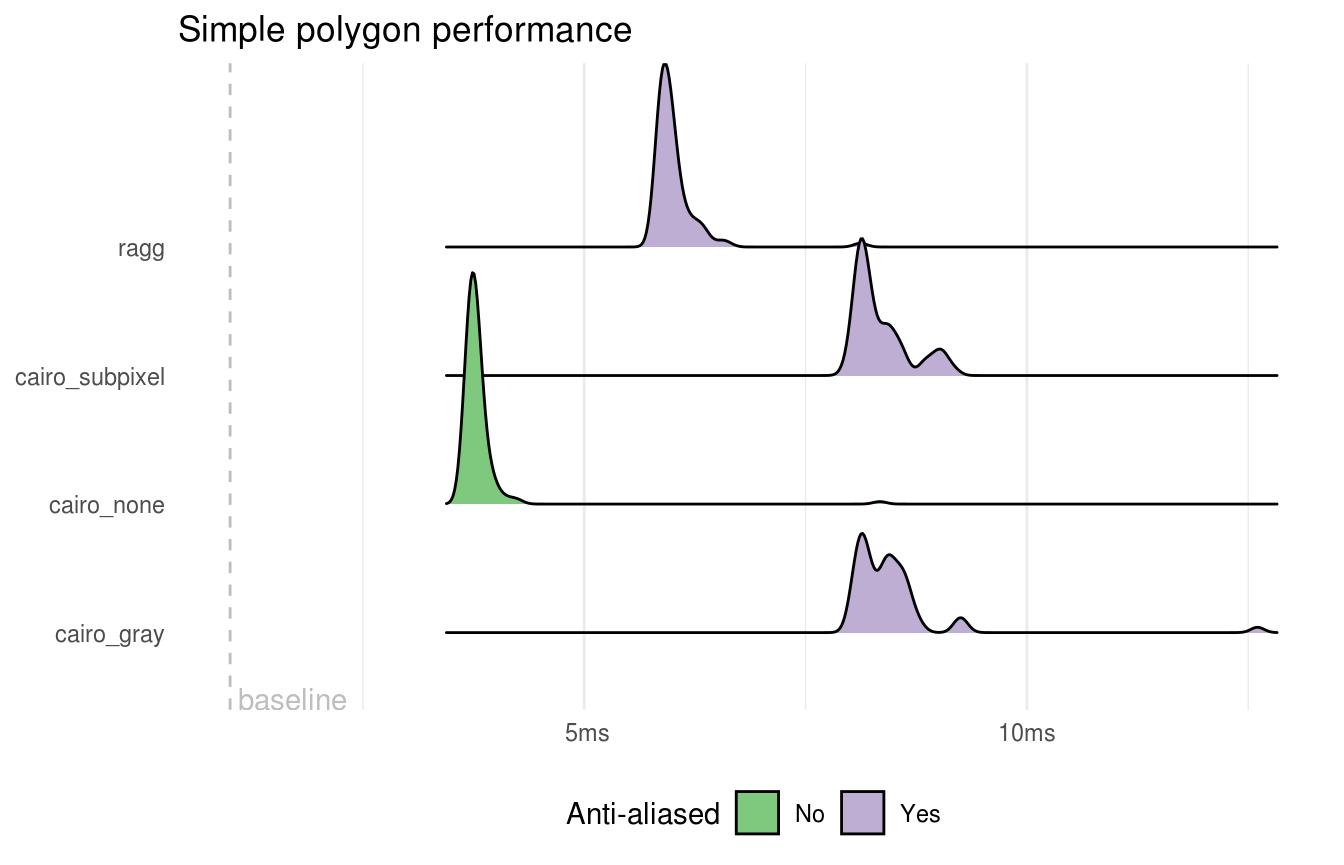 Simple polygon performance
ragg
cairo_subpixel
cairo_none
cairo_gray
baseline
5ms
10ms
Anti-aliased No Yes